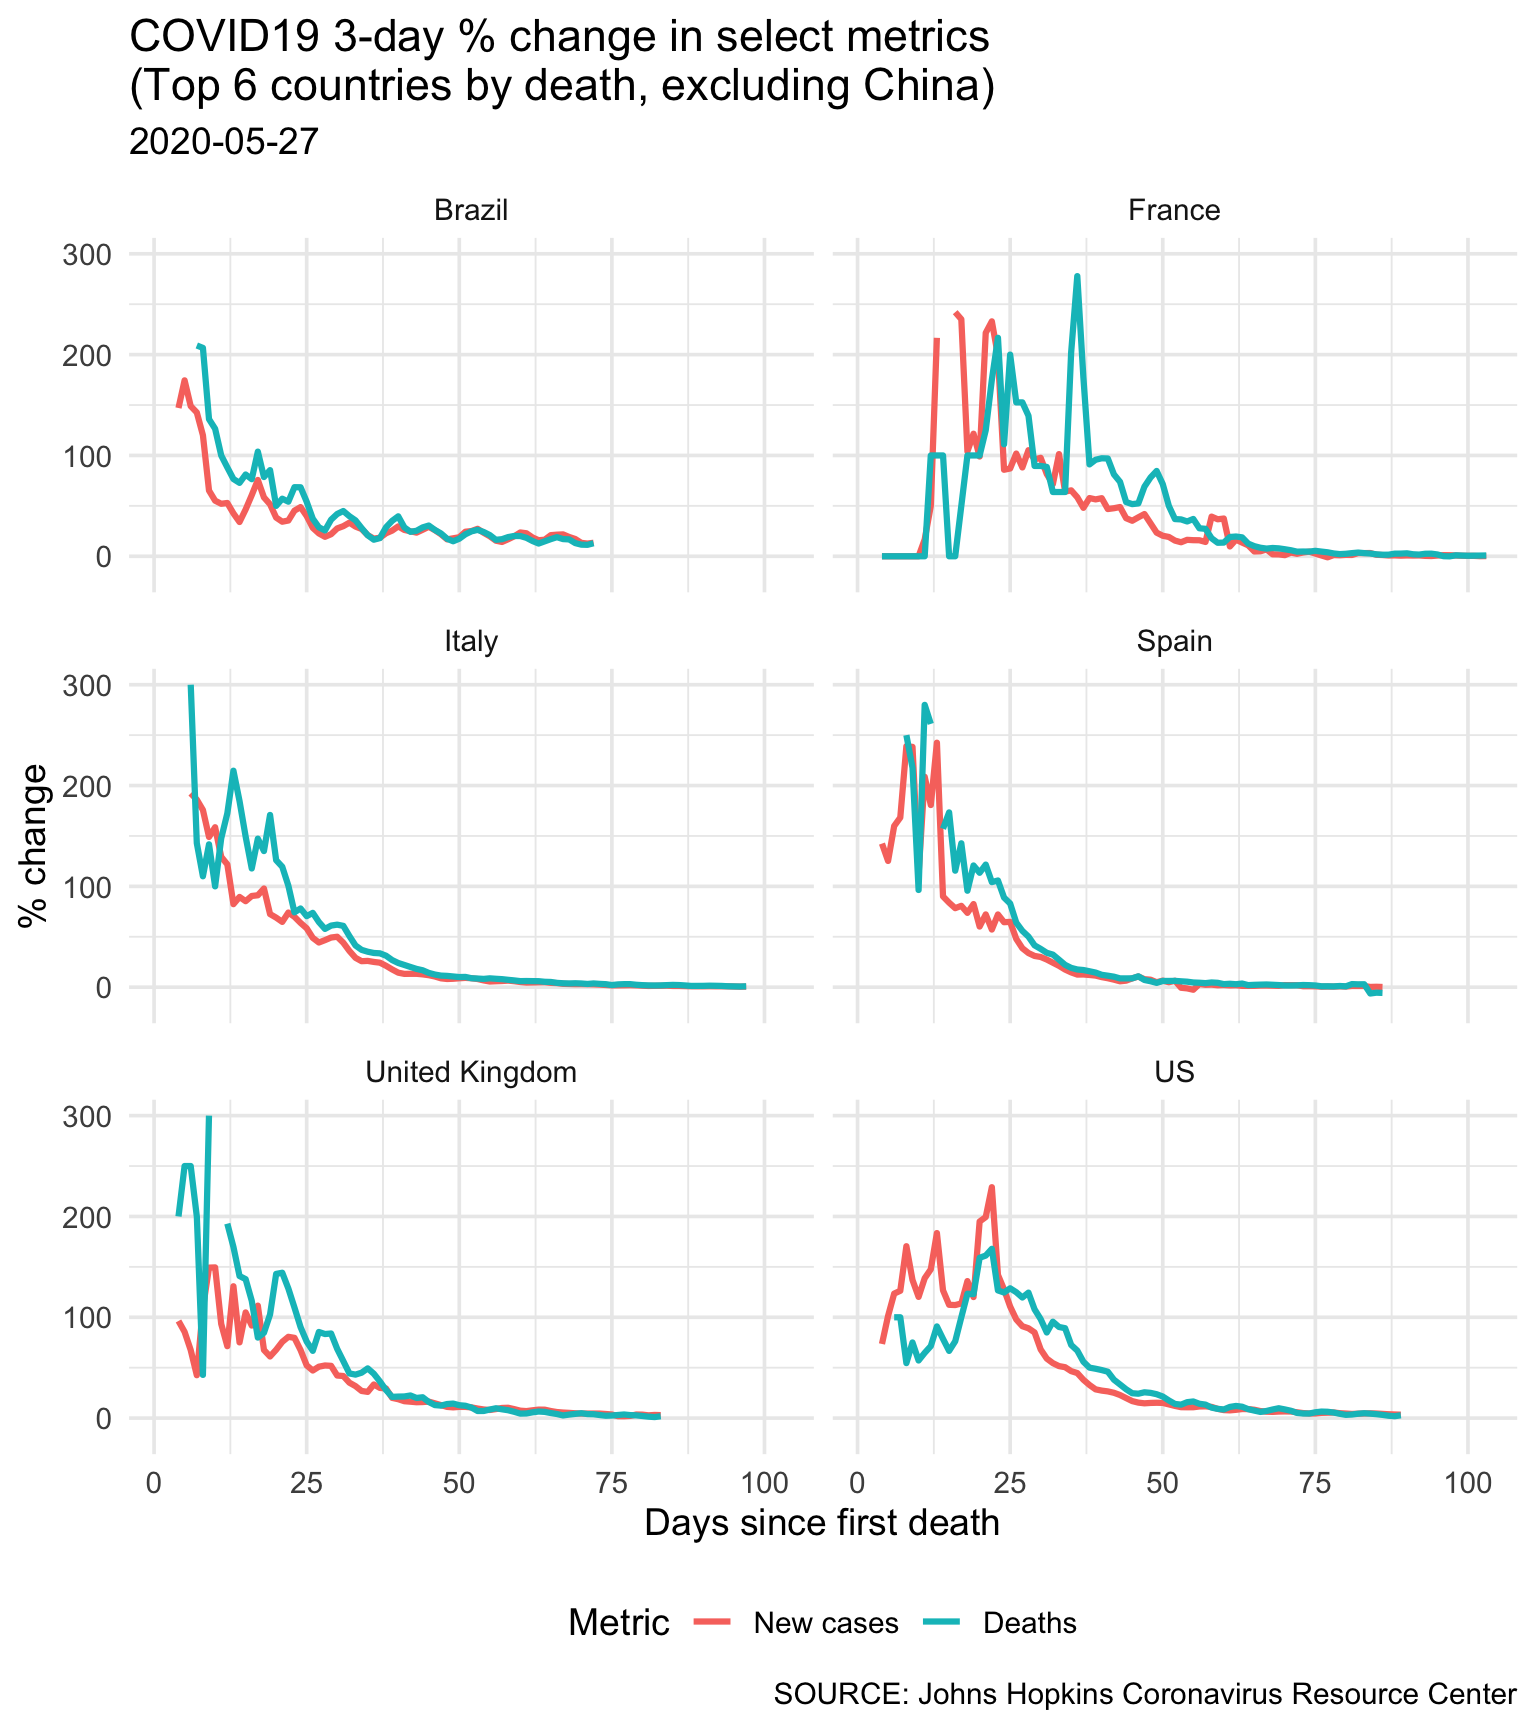 COVID19 3-day % change in select metrics
(Top 6 countries by death, excluding China)
2020-05-27
Brazil
France
300
200
100
0
Italy
Spain
300
200
100
0
% change
United Kingdom
US
300
200
100
0
0 25 50 75 100
0 25 50 75 100
Days since first death
Metric New cases Deaths
SOURCE: Johns Hopkins Coronavirus Resource Center